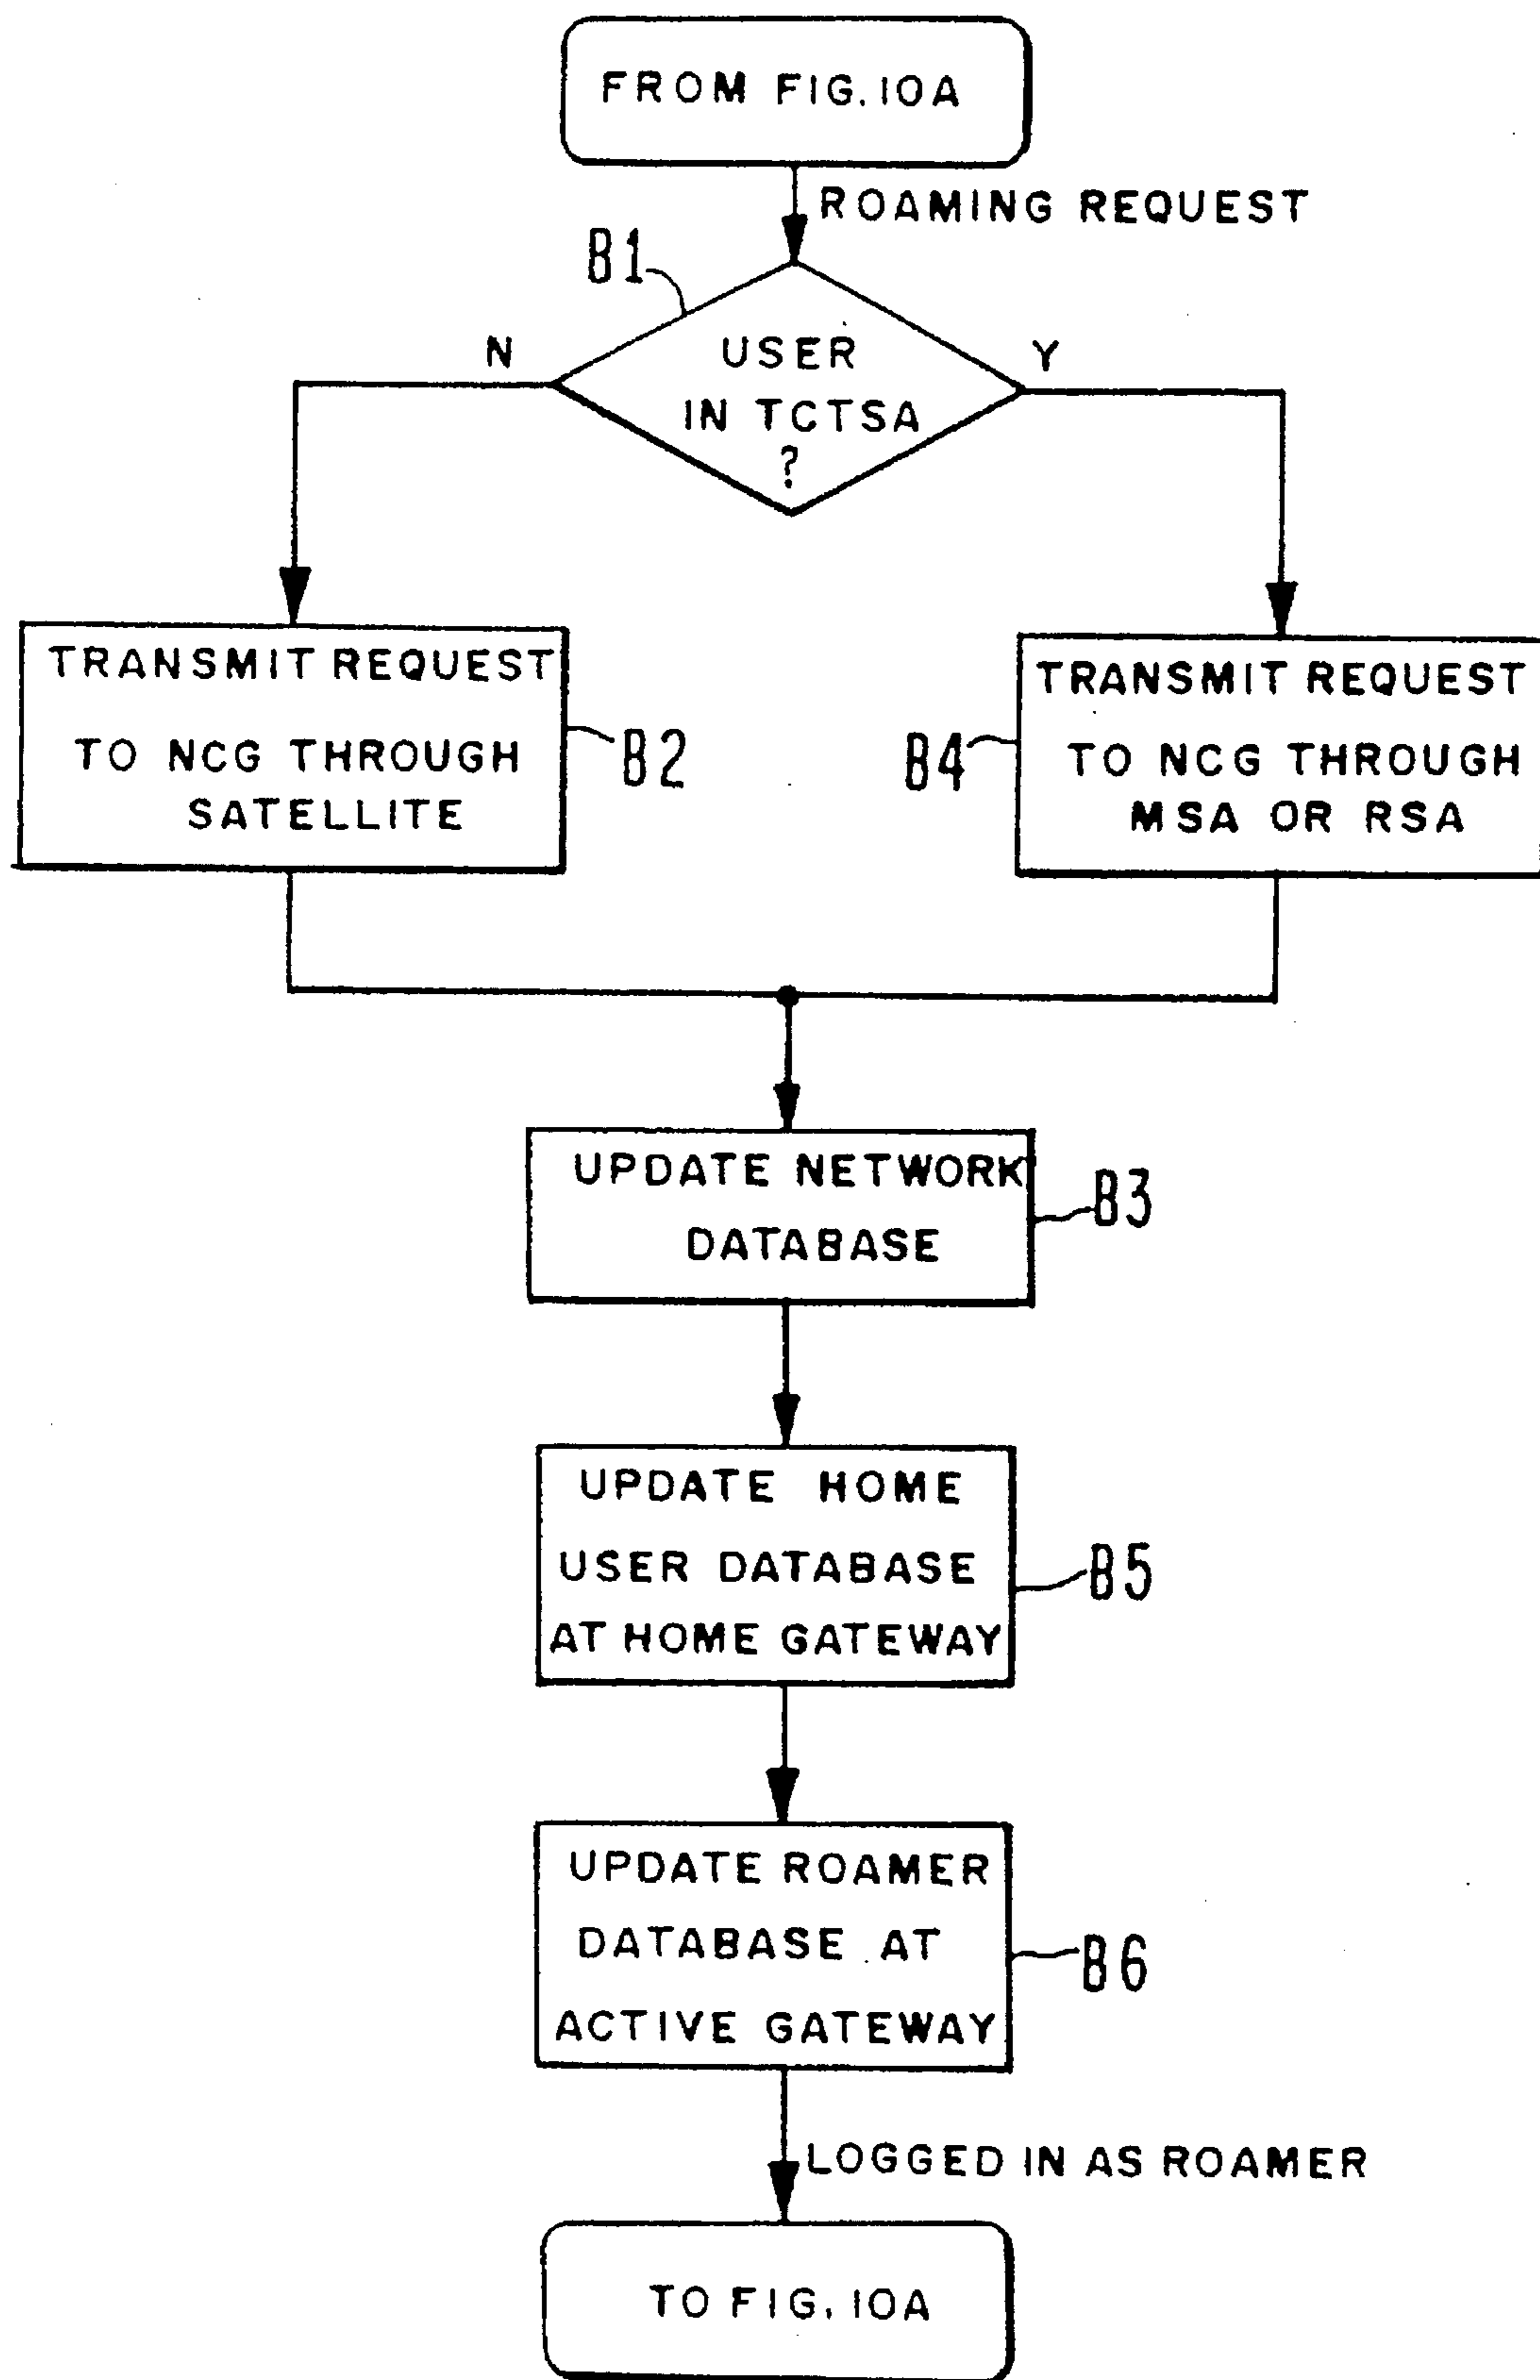 FROM FIG. 10A
ROAMING REQUEST
B1
N
Y
USER
IN TCTSA
?
TRANSMIT REQUEST
TO NCG THROUGH
SATELLITE
B2
B4
TRANSMIT REQUEST
TO NCG THROUGH
MSA OR RSA
UPDATE NETWORK
DATABASE
B3
UPDATE HOME
USER DATABASE
AT HOME GATEWAY
B5
UPDATE ROAMER
DATABASE AT
ACTIVE GATEWAY
B6
LOGGED IN AS ROAMER
TO FIG. 10A